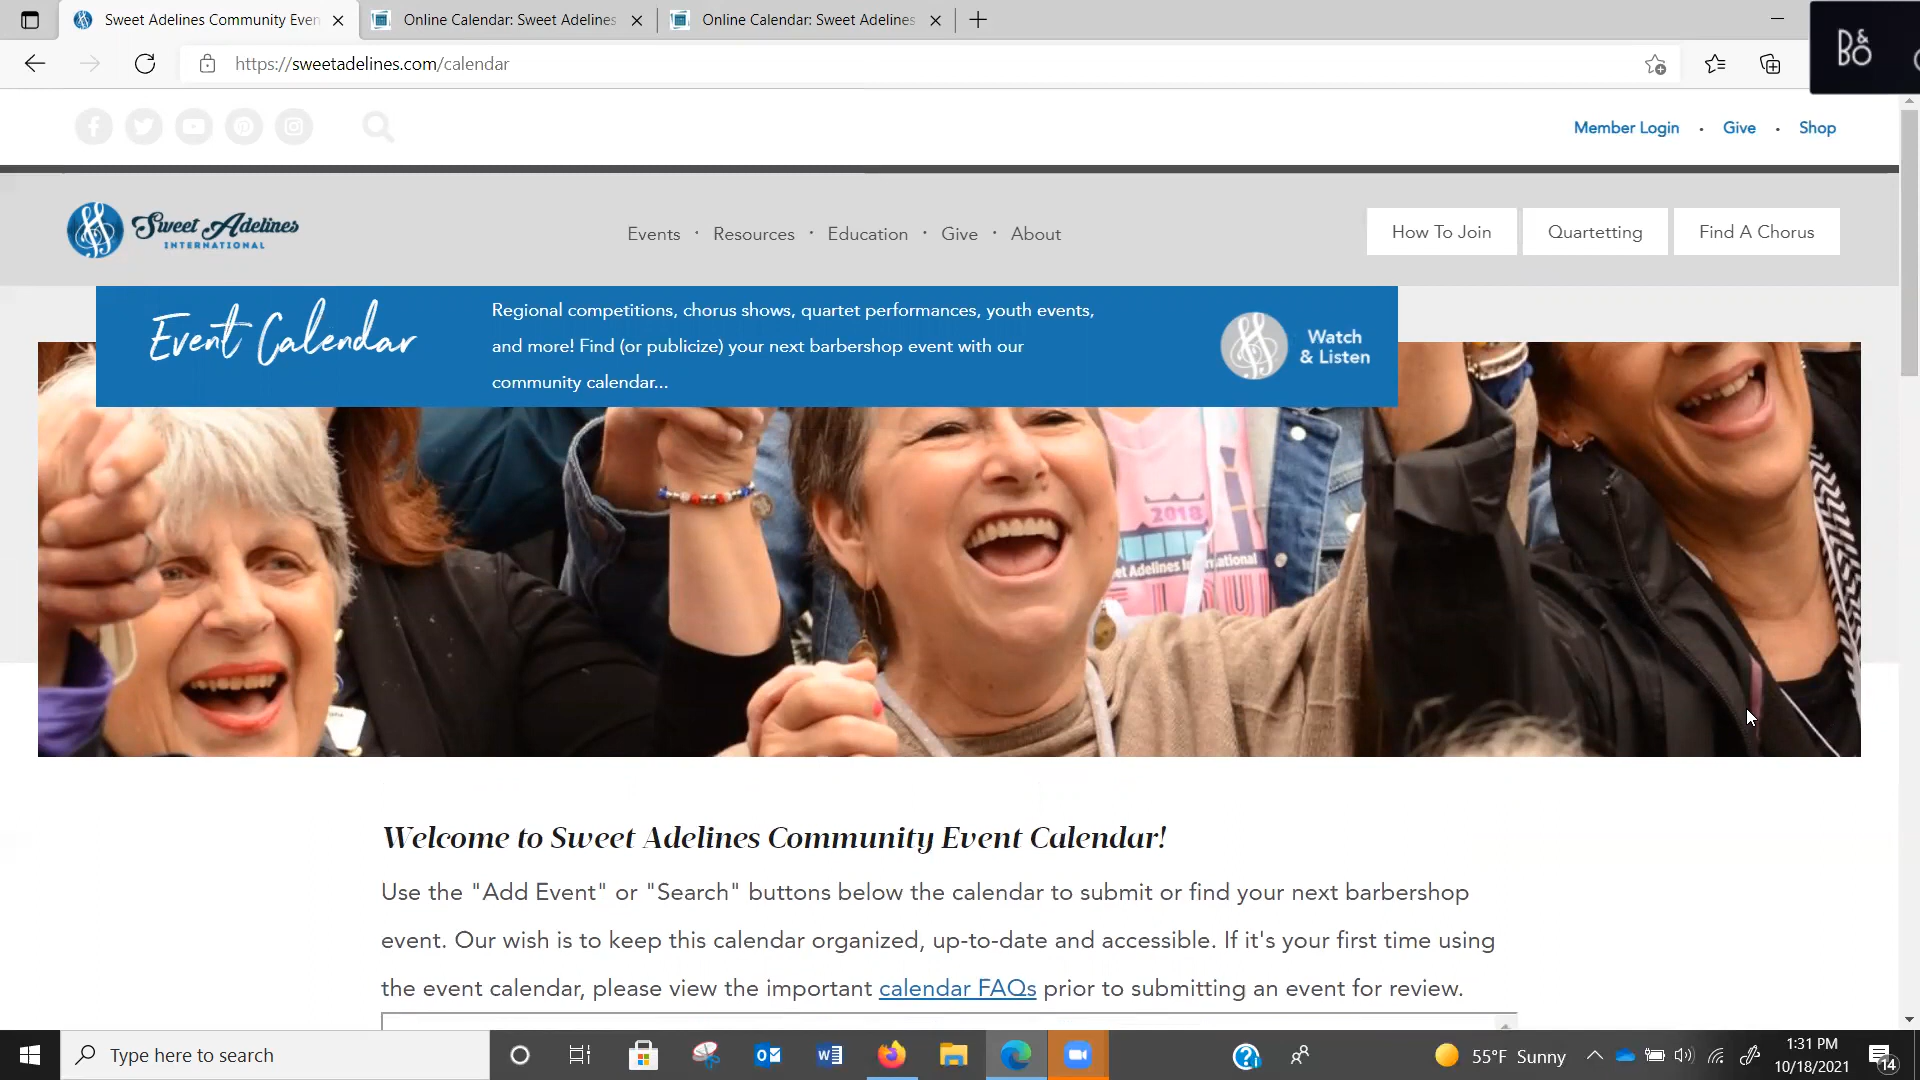 Sweet Adelines Community Even
Online Calendar: Sweet Adelines
Online Calendar: Sweet Adelines
https://sweetadelines.com/calendar
B&O
Member Login · Give · Shop
Sweet Adelines
INTERNATIONAL
Events · Resources · Education · Give · About
How To Join
Quartetting
Find A Chorus
Event Calendar
Regional competitions, chorus shows, quartet performances, youth events,
and more! Find (or publicize) your next barbershop event with our
community calendar...
Watch
& Listen
2018
et Adelines International
Welcome to Sweet Adelines Community Event Calendar!
Use the "Add Event" or "Search" buttons below the calendar to submit or find your next barbershop
event. Our wish is to keep this calendar organized, up-to-date and accessible. If it's your first time using
the event calendar, please view the important calendar FAQs prior to submitting an event for review.
Type here to search
55°F Sunny
1:31 PM
10/18/2021
14